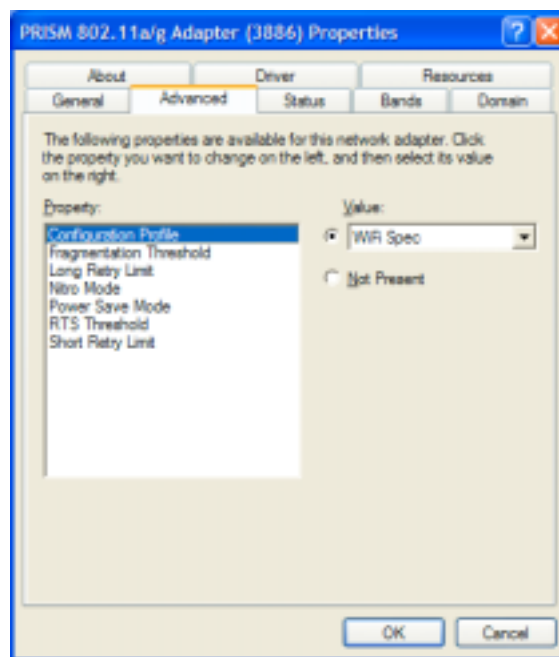 PRISM 802.11a/g Adapter (3886) Properties
About Driver Resources
General Advanced Status Bands Domain
The following properties are available for this network adapter. Click
the property you want to change on the left, and then select its value
on the right.
Property: Value:
Configuration Profile WiFi Spec
Fragmentation Threshold
Long Retry Limit Not Present
Nitro Mode
Power Save Mode
RTS Threshold
Short Retry Limit
OK Cancel